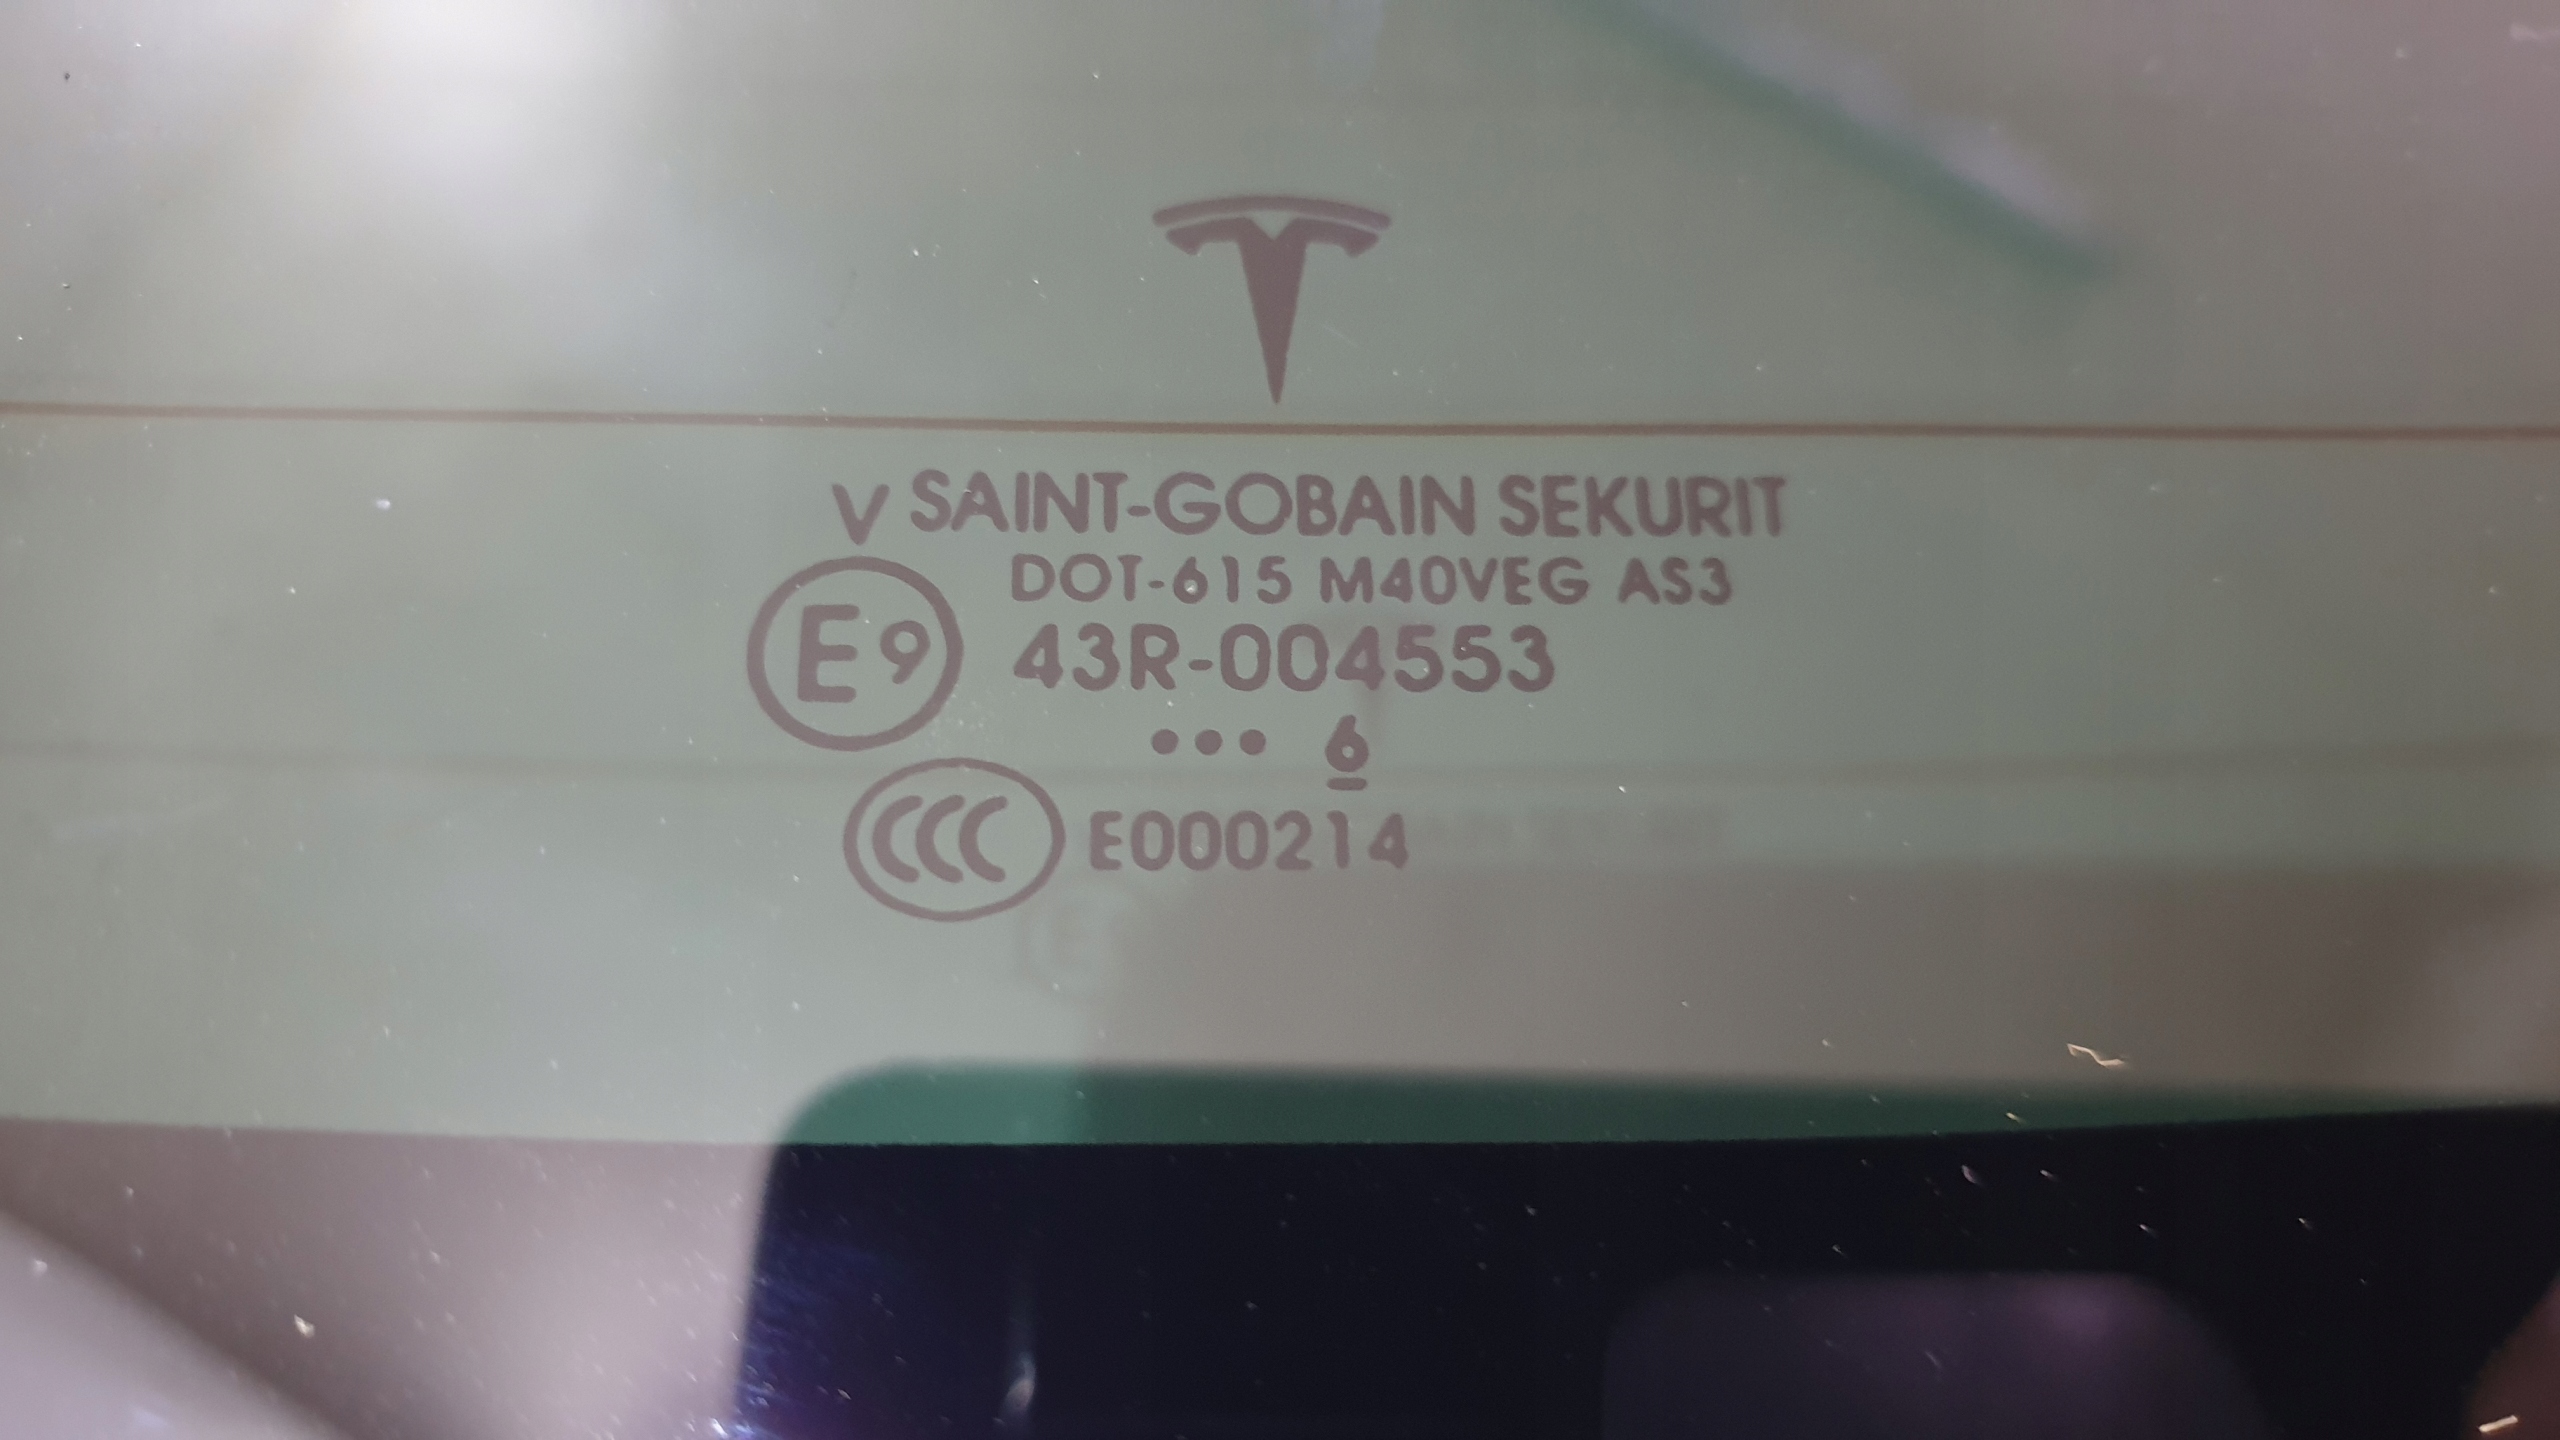 V SAINT-GOBAIN SEKURIT
DOT-615 M40VEG AS3
E9 43R-004553
••• 6
CCC E000214